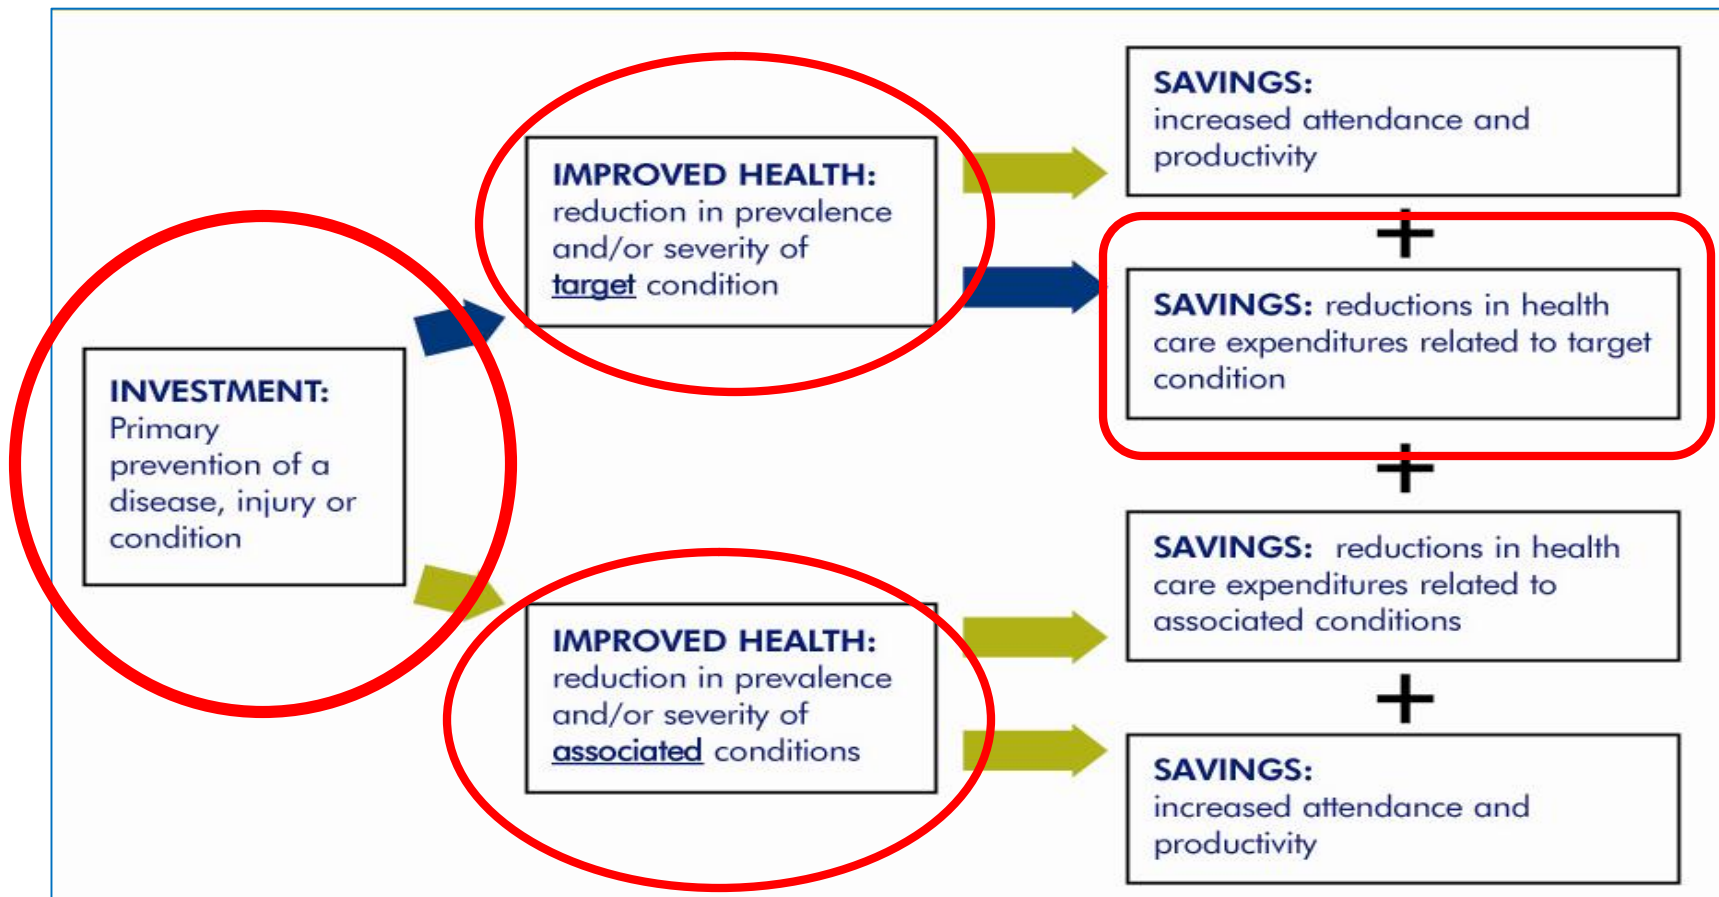 INVESTMENT:
Primary
prevention of a
disease, injury or
condition
IMPROVED HEALTH:
reduction in prevalence
and/or severity of
target condition
IMPROVED HEALTH:
reduction in prevalence
and/or severity of
associated conditions
SAVINGS:
increased attendance and
productivity
+
SAVINGS: reductions in health
care expenditures related to target
condition
+
SAVINGS: reductions in health
care expenditures related to
associated conditions
+
SAVINGS:
increased attendance and
productivity